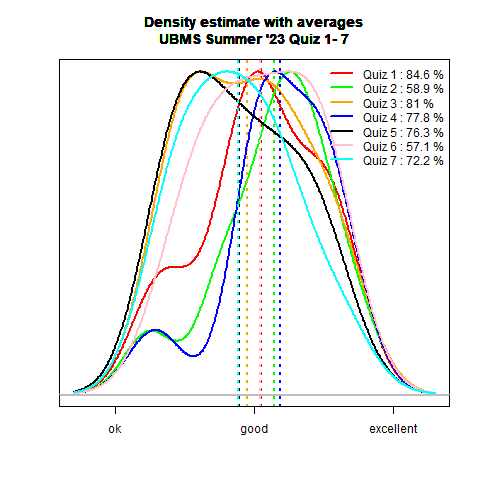 Density estimate with averages
UBMS Summer '23 Quiz 1- 7
Quiz 1 : 84.6 %
Quiz 2 : 58.9 %
Quiz 3 : 81 %
Quiz 4 : 77.8 %
Quiz 5 : 76.3 %
Quiz 6 : 57.1 %
Quiz 7 : 72.2 %
ok good excellent